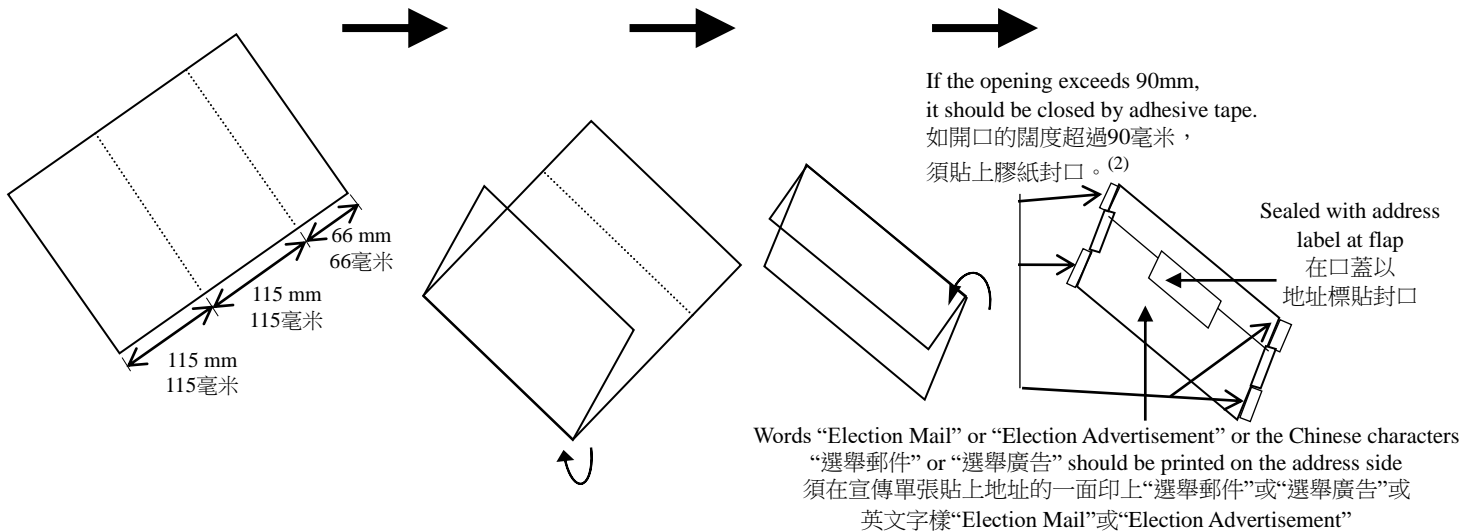 If the opening exceeds 90mm,
it should be closed by adhesive tape.
如開口的闊度超過90毫米，
須貼上膠紙封口。(2)
Sealed with address
label at flap
在口蓋以
地址標貼封口
66 mm
66毫米
115 mm
115毫米
115 mm
115毫米
Words “Election Mail” or “Election Advertisement” or the Chinese characters
“選舉郵件” or “選舉廣告” should be printed on the address side
須在宣傳單張貼上地址的一面印上“選舉郵件”或“選舉廣告”或
英文字樣“Election Mail”或“Election Advertisement”